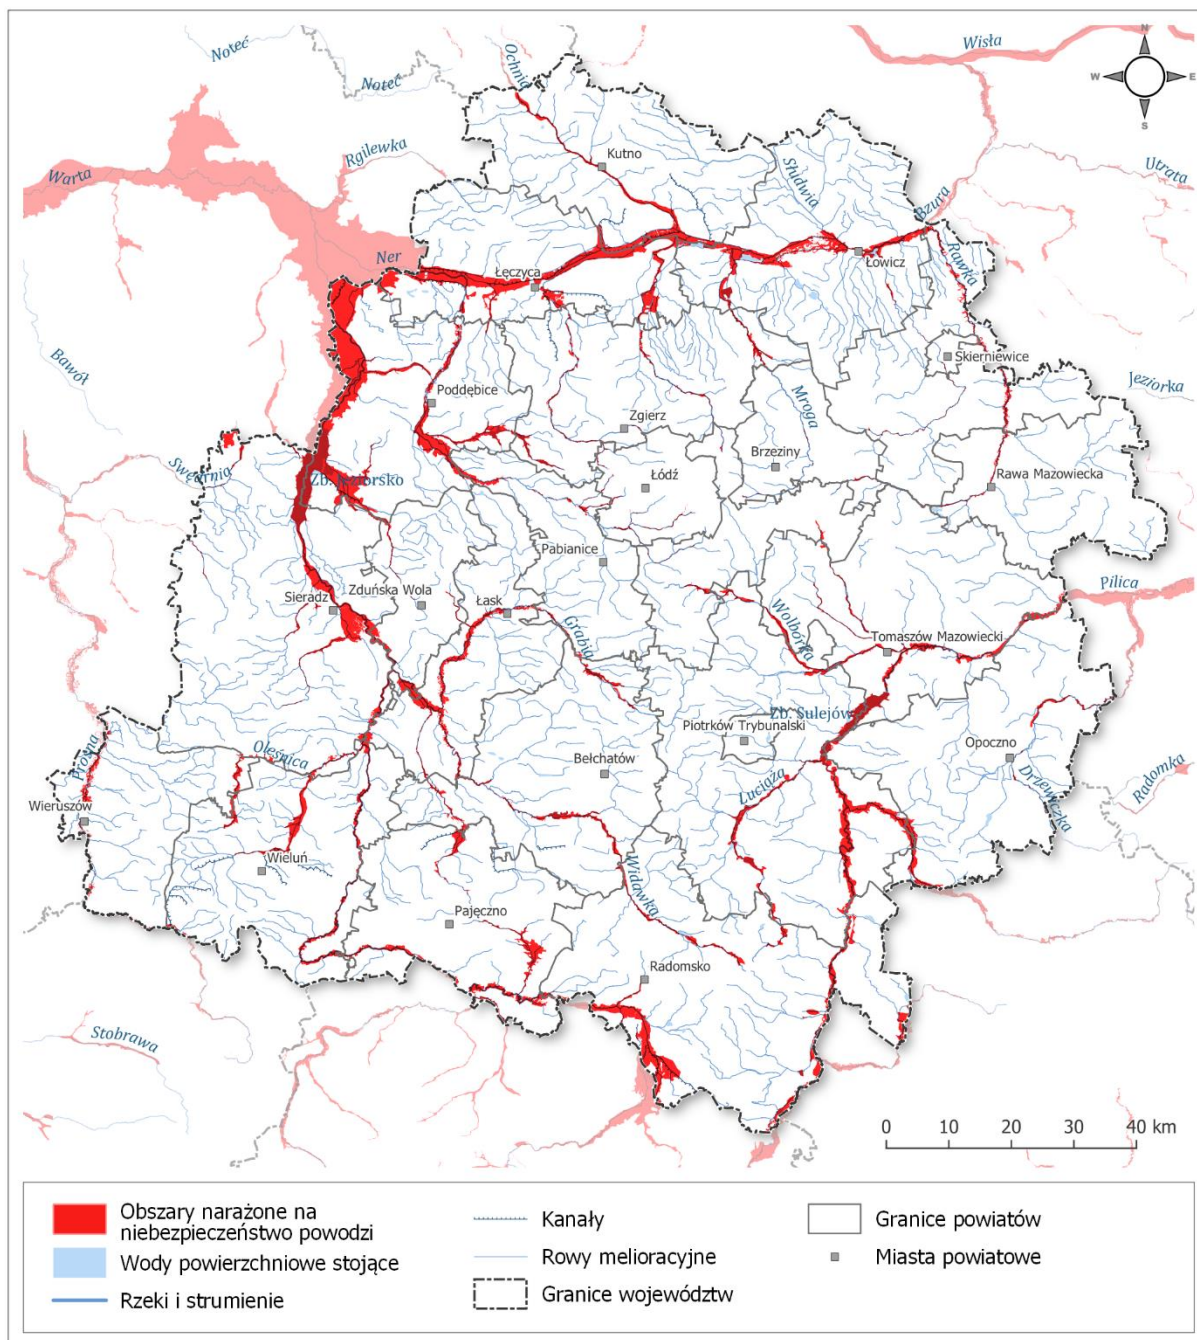 Noteć
Ochnia
Wisła
N
W
E
S
Noteć
Rgilewka
Kutno
Słudwia
Utrata
Warta
Bzura
Ner
Łęczyca
Łowicz
Rawka
Skierniewice
Bawół
Jeziorka
Poddębice
Mroga
Zgierz
Brzeziny
Swędrnia
Zb. Jeziorsko
Łódź
Rawa Mazowiecka
Pabianice
Pilica
Zduńska Wola
Sieradz
Łask
Grabia
Wolbórka
Tomaszów Mazowiecki
Zb. Sulejów
Piotrków Trybunalski
Prosna
Oleśnica
Opoczno
Bełchatów
Drzewiczka
Radomka
Luciąża
Wieruszów
Wieluń
Widawka
Pajęczno
Radomsko
Stobrawa
0 10 20 30 40 km
Obszary narażone na
niebezpieczeństwo powodzi
Wody powierzchniowe stojące
Rzeki i strumienie
Kanały
Rowy melioracyjne
Granice województw
Granice powiatów
Miasta powiatowe